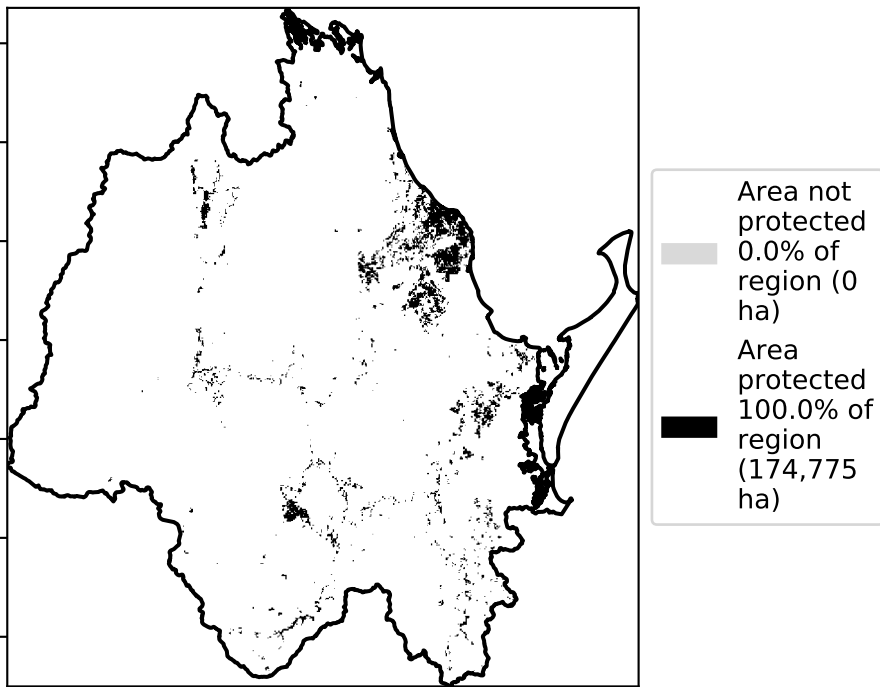 Area not
protected
0.0% of
region (0
ha)
Area
protected
100.0% of
region
(174,775
ha)